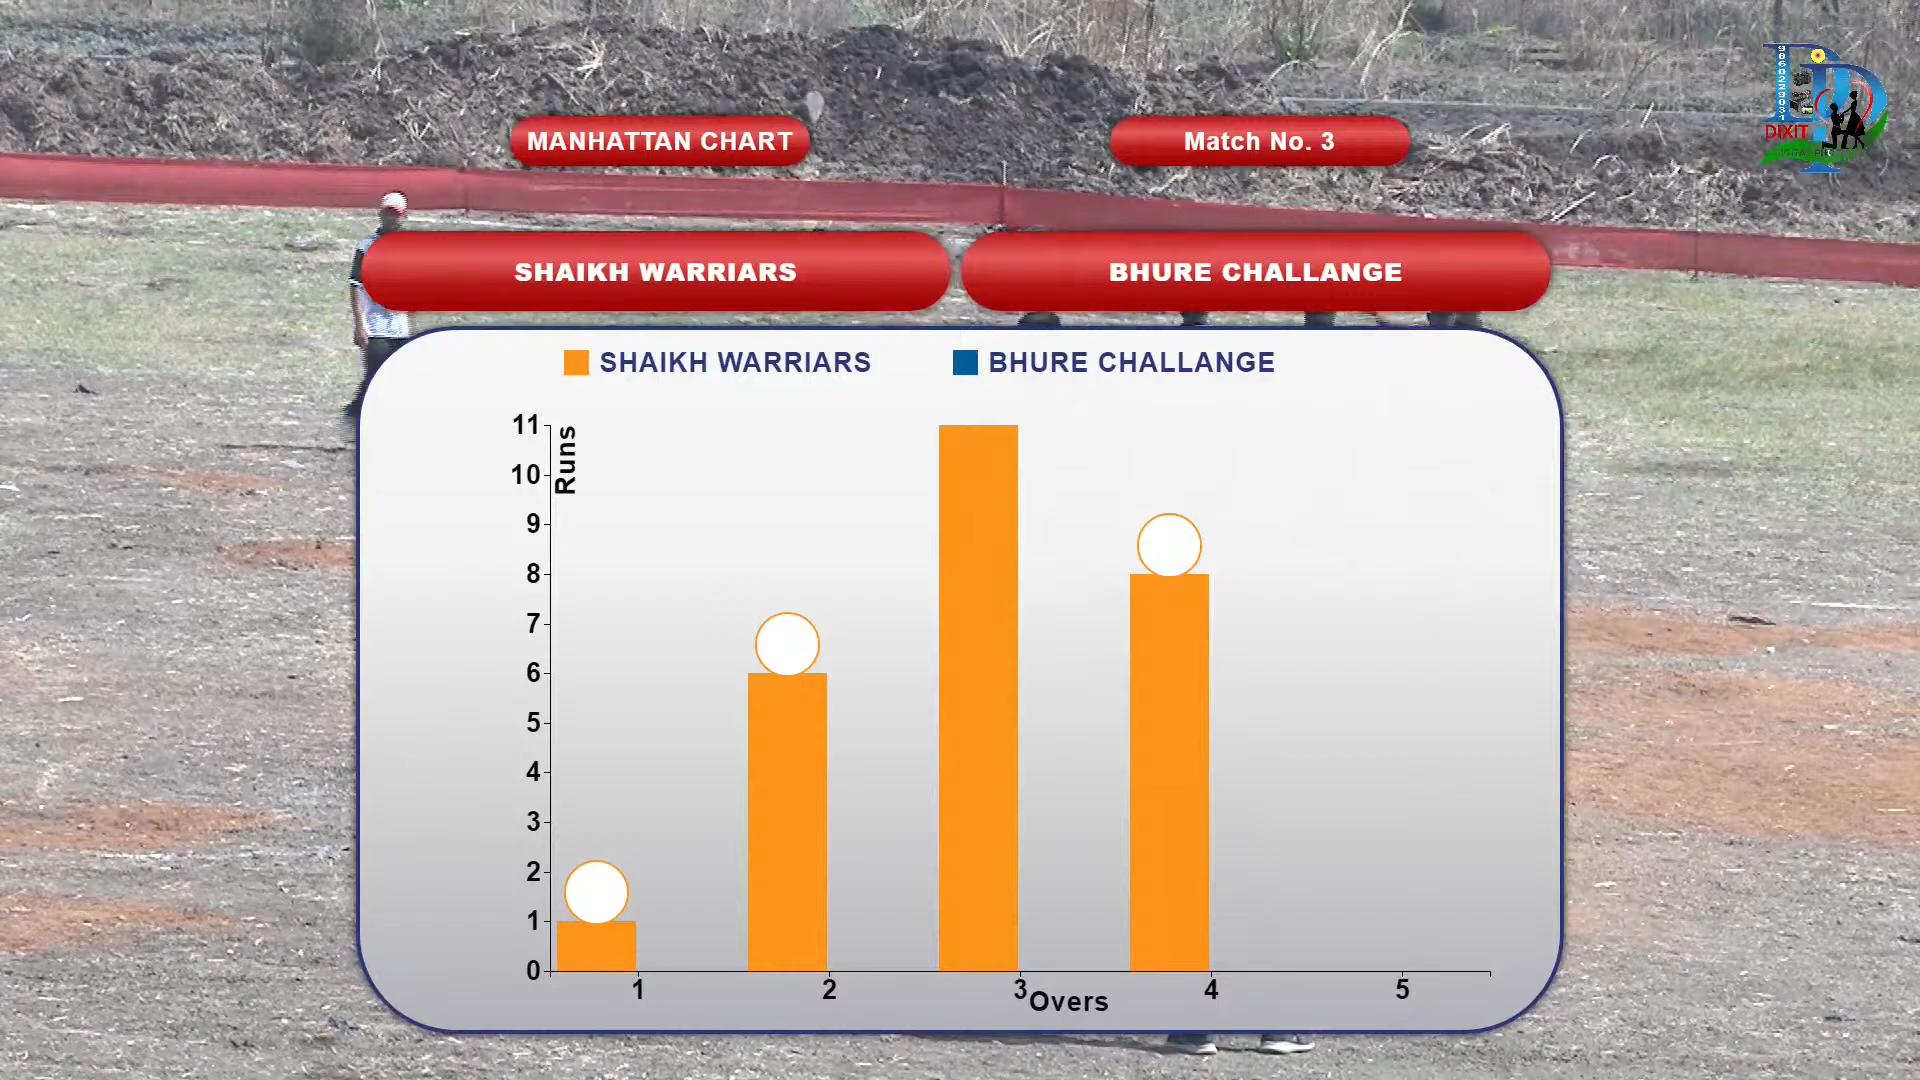 9860229031
DIXIT
MANHATTAN CHART
Match No. 3
SHAIKH WARRIARS
BHURE CHALLANGE
SHAIKH WARRIARS
BHURE CHALLANGE
Runs
11
10
9
8
7
6
5
4
3
2
1
0
1
2
3
4
5
Overs